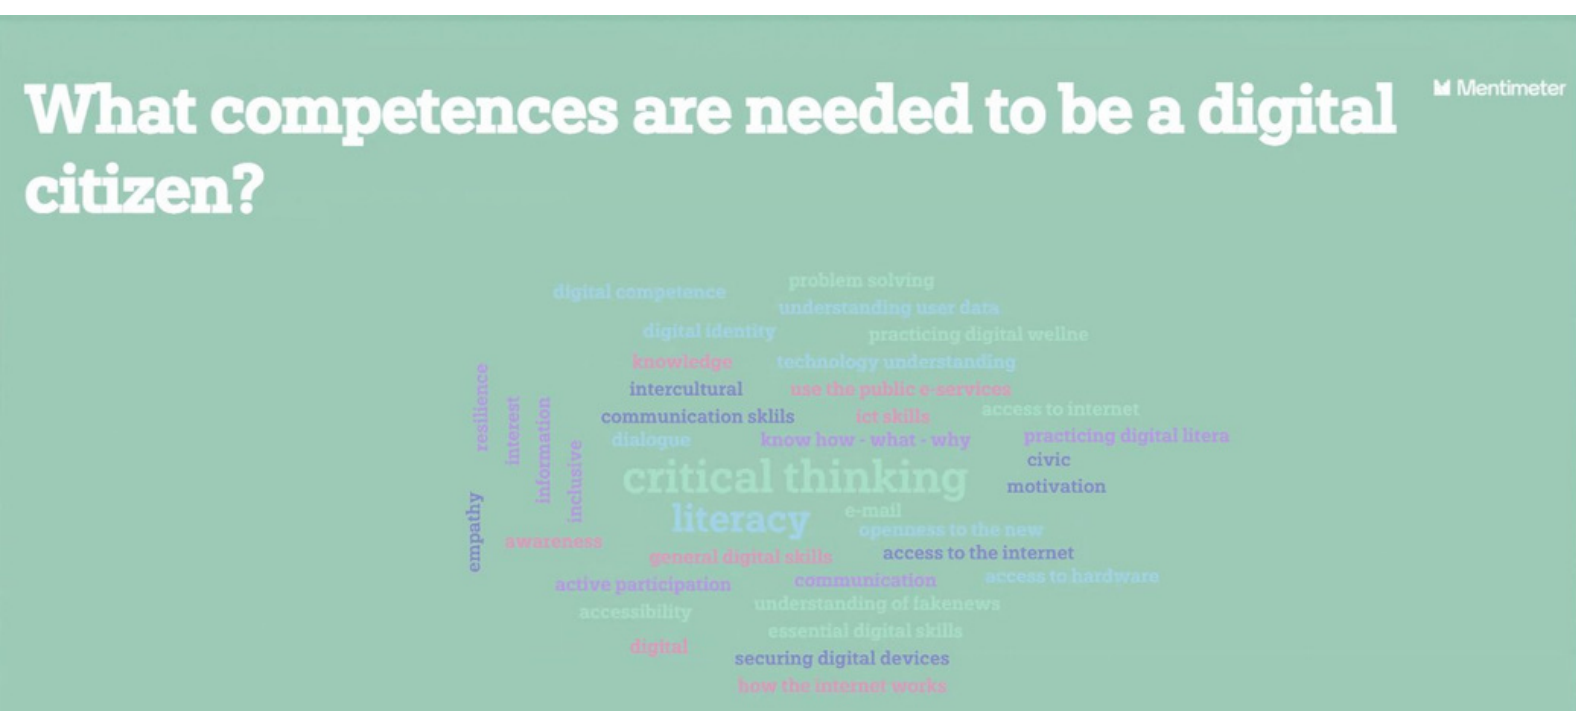 What competences are needed to be a digital
citizen?
Mentimeter
problem solving
digital competence
understanding user data
digital identity
practicing digital wellne
knowledge
technology understanding
resilience
intercultural
use the public e-services
interest
information
communication sklils
ict skills
access to internet
inclusive
dialogue
know how - what - why
practicing digital litera
civic
critical thinking
motivation
empathy
literacy
e-mail
openness to the new
awareness
general digital skills
access to the internet
active participation
communication
access to hardware
accessibility
understanding of fakenews
essential digital skills
digital
securing digital devices
how the internet works